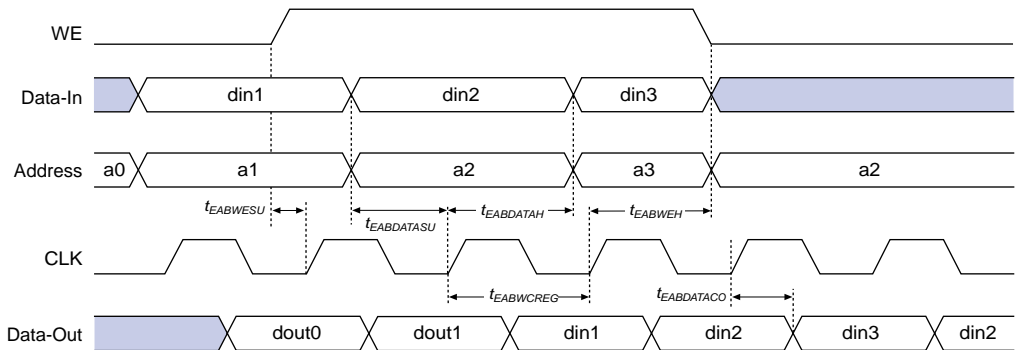 WE
Data-In din1 din2 din3
Address a0 a1 a2 a3 a2
tEABWESU tEABDATASU tEABDATAH tEABWEH
CLK
tEABWCREG tEABDATACO
Data-Out dout0 dout1 din1 din2 din3 din2